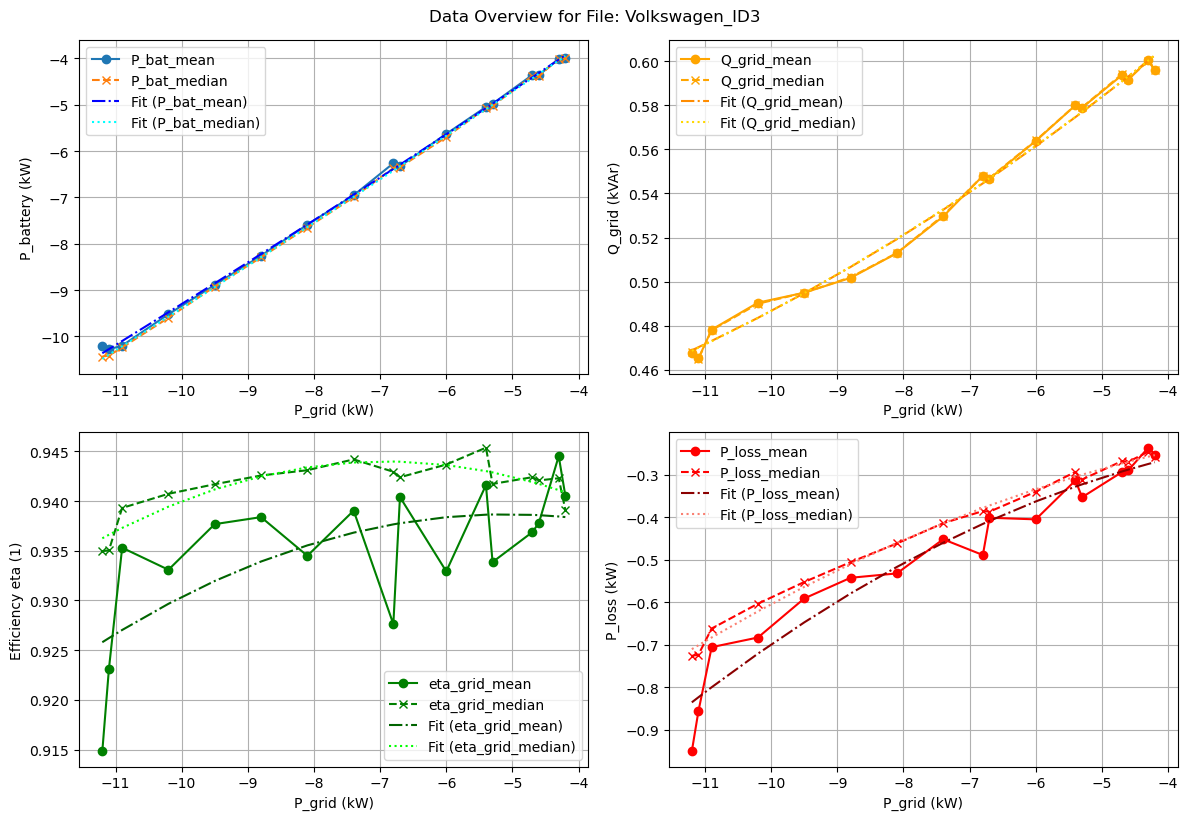 Data Overview for File: Volkswagen_ID3
P_bat_mean
P_bat_median
Fit (P_bat_mean)
Fit (P_bat_median)
−4
−5
−6
−7
−8
−9
−10
P_battery (kW)
−11 −10 −9 −8 −7 −6 −5 −4
P_grid (kW)
Q_grid_mean
Q_grid_median
Fit (Q_grid_mean)
Fit (Q_grid_median)
0.60
0.58
0.56
0.54
0.52
0.50
0.48
0.46
Q_grid (kVAr)
−11 −10 −9 −8 −7 −6 −5 −4
P_grid (kW)
0.945
0.940
0.935
0.930
0.925
0.920
0.915
Efficiency eta (1)
eta_grid_mean
eta_grid_median
Fit (eta_grid_mean)
Fit (eta_grid_median)
−11 −10 −9 −8 −7 −6 −5 −4
P_grid (kW)
P_loss_mean
P_loss_median
Fit (P_loss_mean)
Fit (P_loss_median)
−0.3
−0.4
−0.5
−0.6
−0.7
−0.8
−0.9
P_loss (kW)
−11 −10 −9 −8 −7 −6 −5 −4
P_grid (kW)